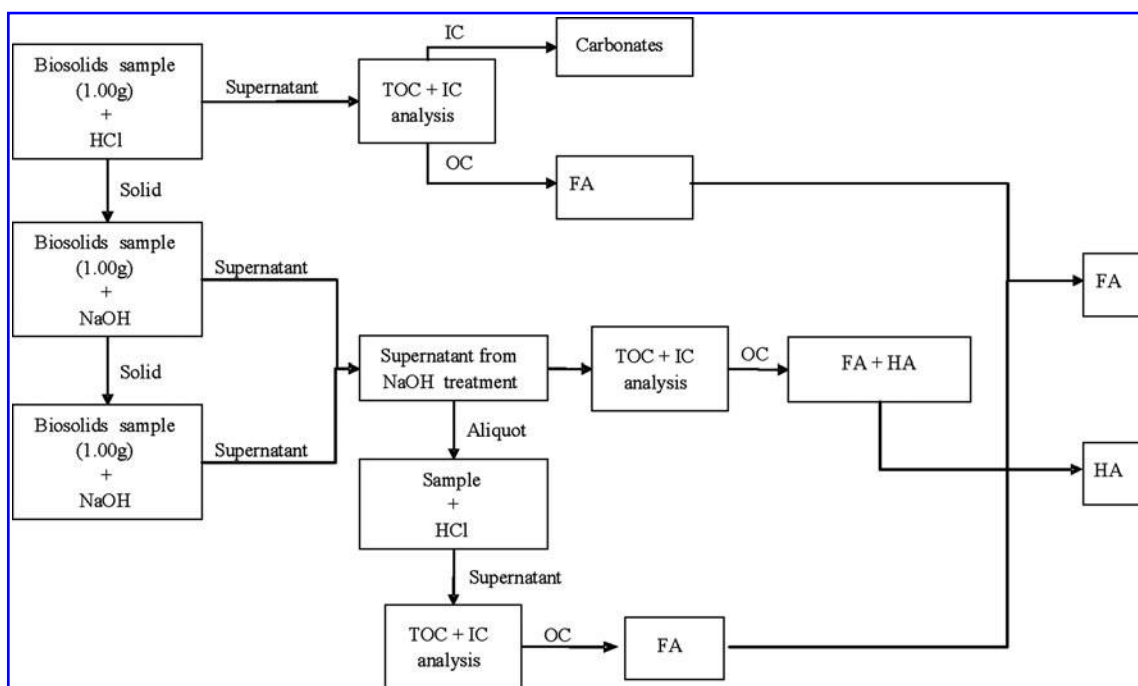 IC
Carbonates
Biosolids sample
(1.00g)
+
HCl
Supernatant
TOC + IC
analysis
OC
FA
Solid
Biosolids sample
(1.00g)
+
NaOH
Supernatant
FA
Solid
Supernatant from
NaOH treatment
TOC + IC
analysis
OC
FA + HA
Biosolids sample
(1.00g)
+
NaOH
Supernatant
Aliquot
HA
Sample
+
HCl
Supernatant
TOC + IC
analysis
OC
FA